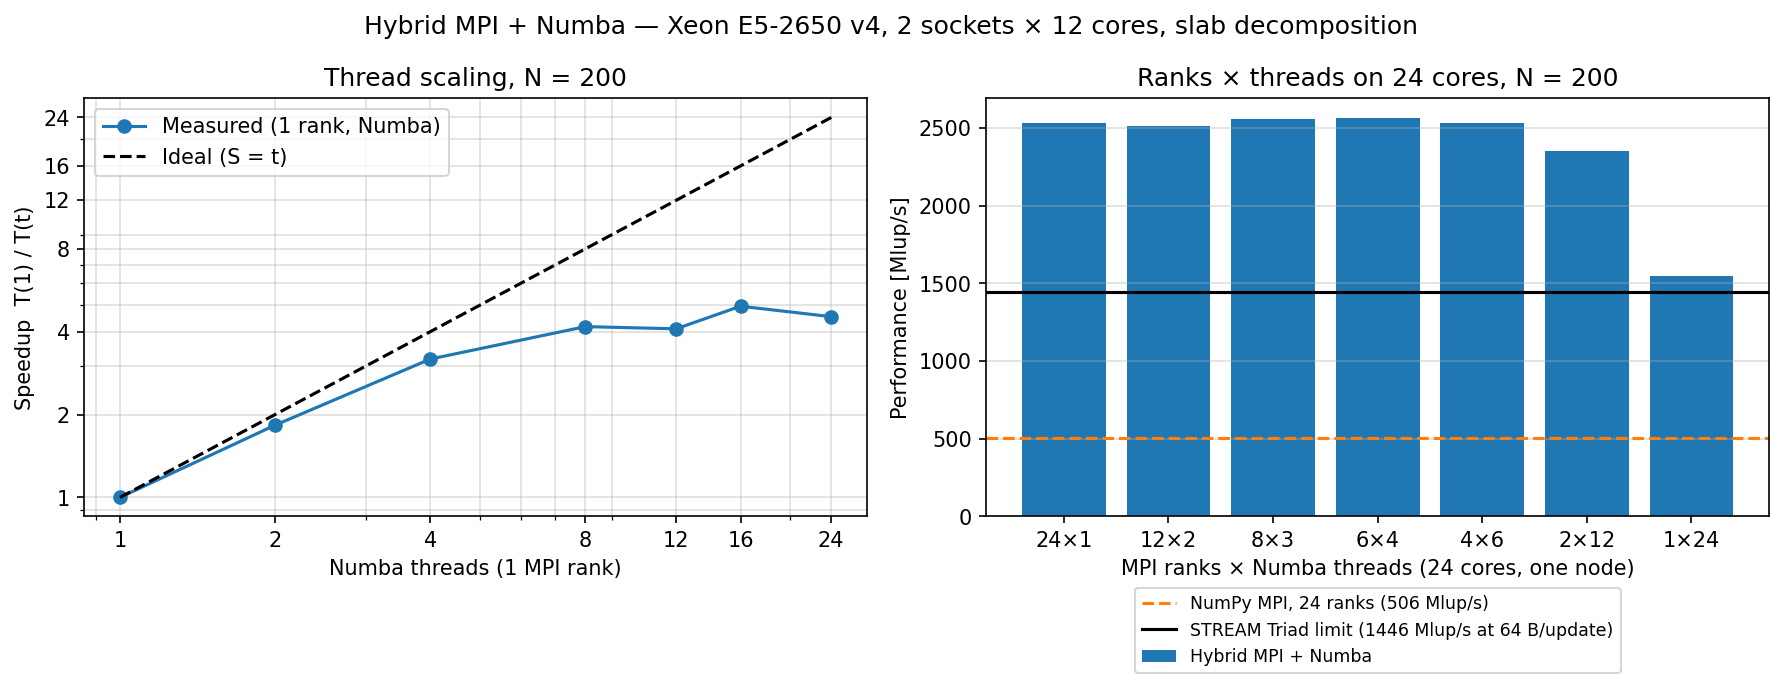 Hybrid MPI + Numba — Xeon E5-2650 v4, 2 sockets × 12 cores, slab decomposition
Thread scaling, N = 200
Speedup  T(1) / T(t)
24
16
12
8
4
2
1
Measured (1 rank, Numba)
Ideal (S = t)
1 2 4 8 12 16 24
Numba threads (1 MPI rank)
Ranks × threads on 24 cores, N = 200
Performance [Mlup/s]
2500
2000
1500
1000
500
0
24×1 12×2 8×3 6×4 4×6 2×12 1×24
MPI ranks × Numba threads (24 cores, one node)
NumPy MPI, 24 ranks (506 Mlup/s)
STREAM Triad limit (1446 Mlup/s at 64 B/update)
Hybrid MPI + Numba